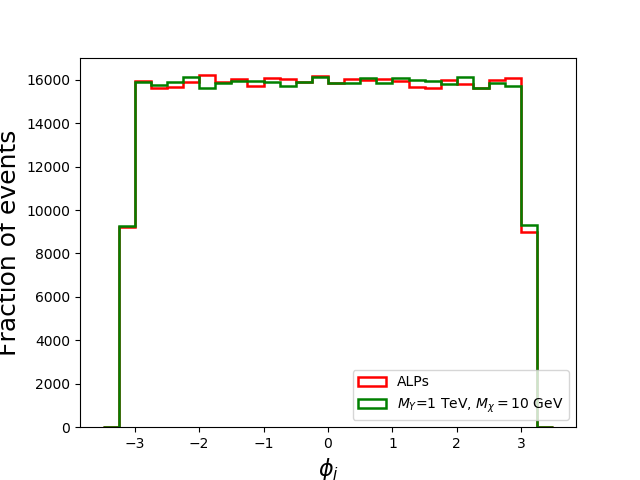 16000
14000
12000
10000
8000
6000
4000
2000
0
Fraction of events
ALPs
$M_Y$=1 TeV, $M_\chi$ = 10 GeV
−3 −2 −1 0 1 2 3
$\phi_j$